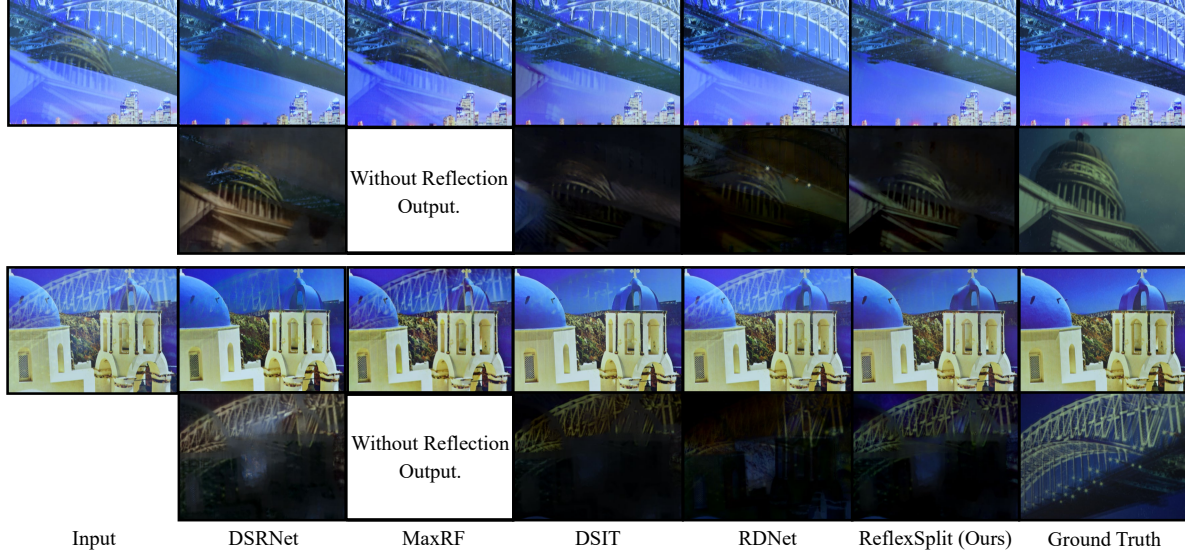 Without Reflection
Output.
Without Reflection
Output.
Input DSRNet MaxRF DSIT RDNet ReflexSplit (Ours) Ground Truth